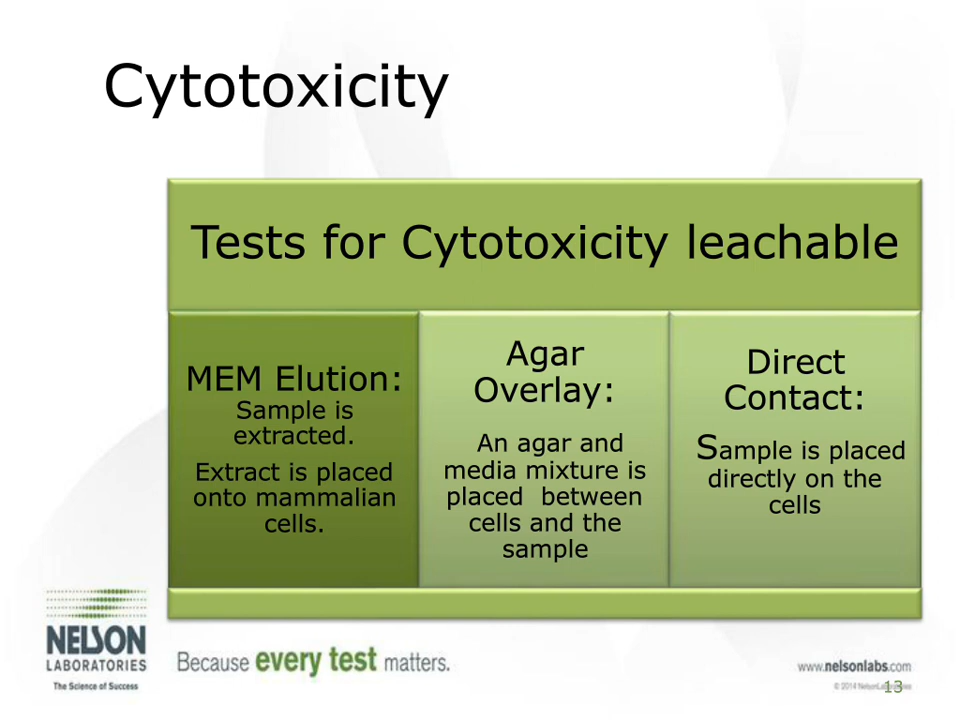 Cytotoxicity
Tests for Cytotoxicity leachable
MEM Elution:
Sample is
extracted.
Extract is placed
onto mammalian
cells.
Agar
Overlay:
An agar and
media mixture is
placed between
cells and the
sample
Direct
Contact:
Sample is placed
directly on the
cells
NELSON
LABORATORIES
The Science of Success
Because every test matters.
www.nelsonlabs.com
© 2014 NelsonLaboratories
13